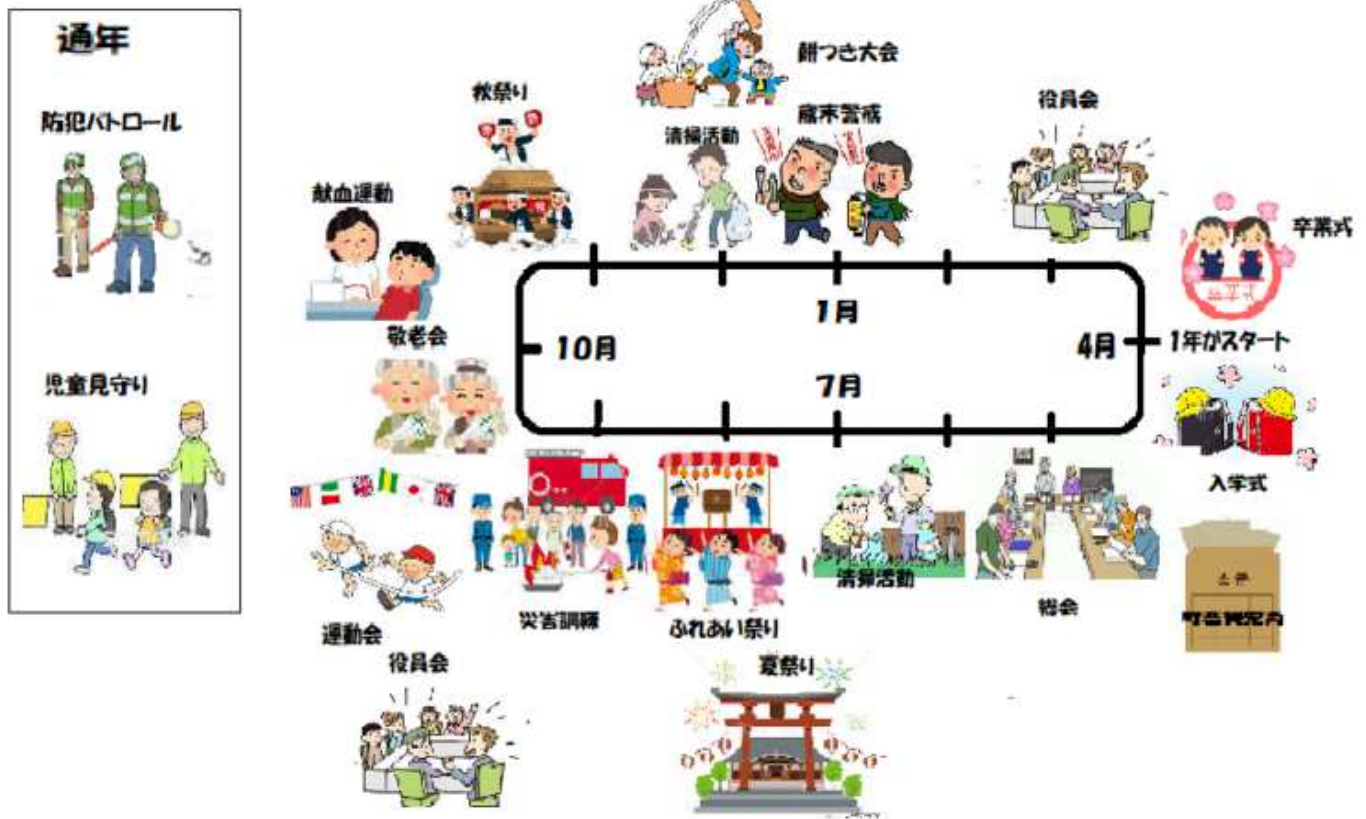 通年
防犯パトロール
児童見守り
餅つき大会
秋祭り
歳末警戒
役員会
清掃活動
献血運動
卒業式
1月
敬老会
10月
4月
1年がスタート
7月
入学式
清掃活動
総会
災害訓練
ふれあい祭り
運動会
役員会
夏祭り